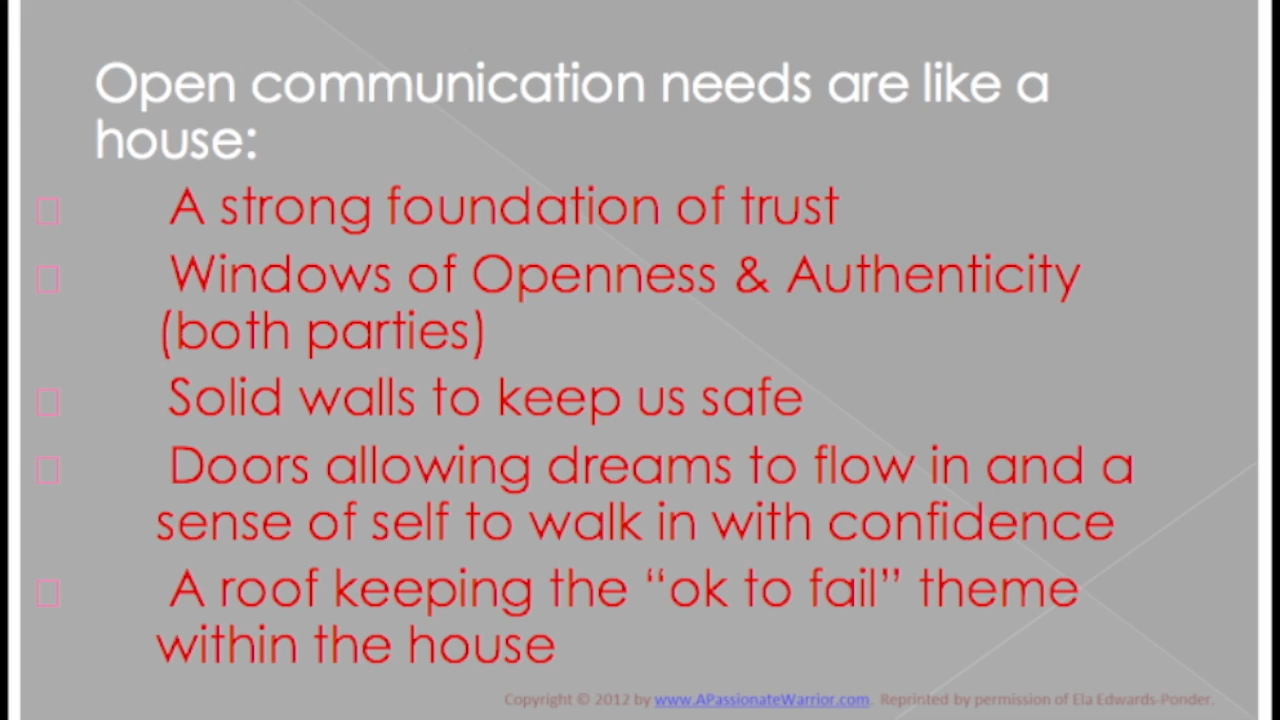 Open communication needs are like a
house:
A strong foundation of trust
Windows of Openness & Authenticity
(both parties)
Solid walls to keep us safe
Doors allowing dreams to flow in and a
sense of self to walk in with confidence
A roof keeping the “ok to fail” theme
within the house
Copyright © 2012 by www.APassionateWarrior.com. Reprinted by permission of Ela Edwards-Ponder.